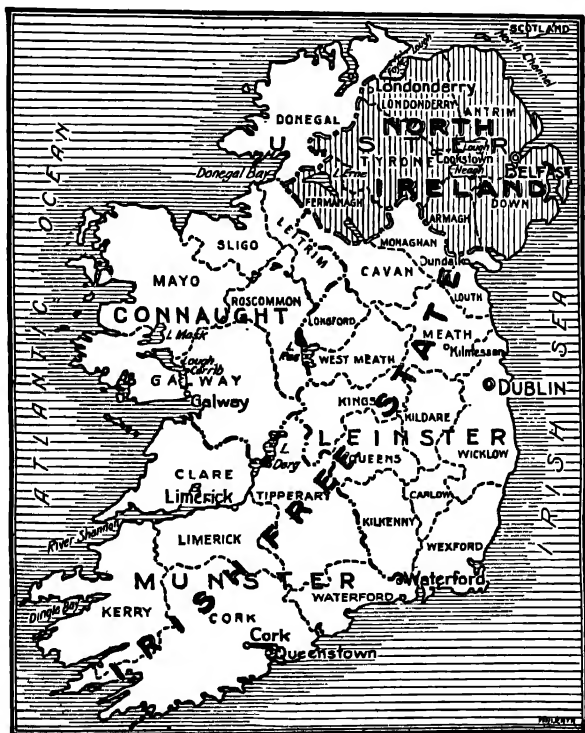 SCOTLAND
North Channel
Foyle Lough
Londonderry
LONDONDERRY
ANTRIM
DONEGAL
NORTH
ULSTER
Lough
TYRONE
Cookstown
Neagh
BELFAST
Donegal Bay
L. Erne
IRELAND
FERMANAGH
DOWN
ARMAGH
MONAGHAN
ATLANTIC OCEAN
SLIGO
LEITRIM
CAVAN
Dundalk
LOUTH
MAYO
ROSCOMMON
CONNAUGHT
LONGFORD
MEATH
L Mask
Ree
Kilmessan
WEST MEATH
Lough
Corrib
GALWAY
DUBLIN
Galway
KINGS
KILDARE
LEINSTER
L.
Derg
QUEENS
WICKLOW
CLARE
Limerick
TIPPERARY
CARLOW
River Shannon
LIMERICK
KILKENNY
WEXFORD
IRISH SEA
MUNSTER
Waterford
WATERFORD
Dingle Bay
KERRY
CORK
Cork
Queenstown
IRISH FREE STATE